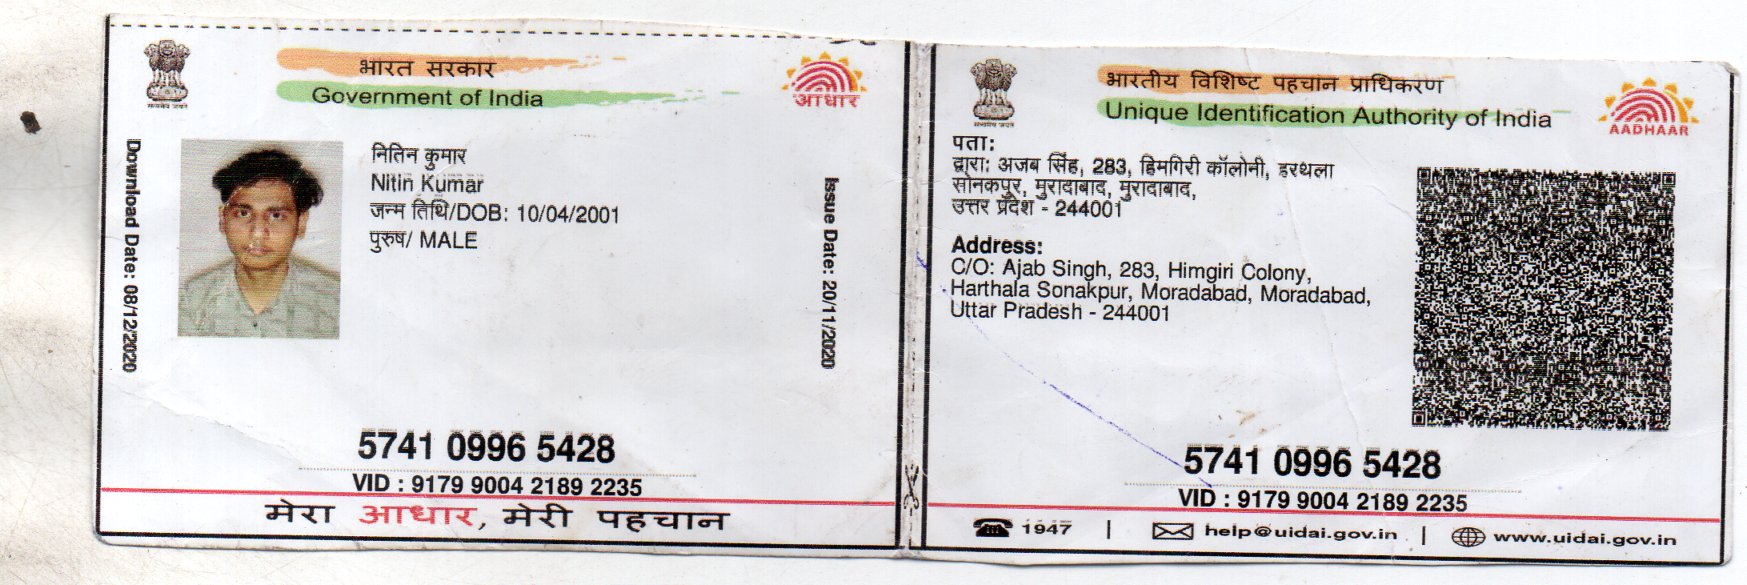 भारत सरकार
Government of India
आधार
Download Date: 08/12/2020
नितिन कुमार
Nitin Kumar
जन्म तिथि/DOB: 10/04/2001
पुरुष/ MALE
Issue Date: 20/11/2020
5741 0996 5428
VID : 9179 9004 2189 2235
मेरा आधार, मेरी पहचान
भारतीय विशिष्ट पहचान प्राधिकरण
Unique Identification Authority of India
AADHAAR
पता:
द्वारा: अजब सिंह, 283, हिमगिरी कॉलोनी, हरथला
सोनकपुर, मुरादाबाद, मुरादाबाद,
उत्तर प्रदेश - 244001
Address:
C/O: Ajab Singh, 283, Himgiri Colony,
Harthala Sonakpur, Moradabad, Moradabad,
Uttar Pradesh - 244001
5741 0996 5428
VID : 9179 9004 2189 2235
1947 | help@uidai.gov.in | www.uidai.gov.in